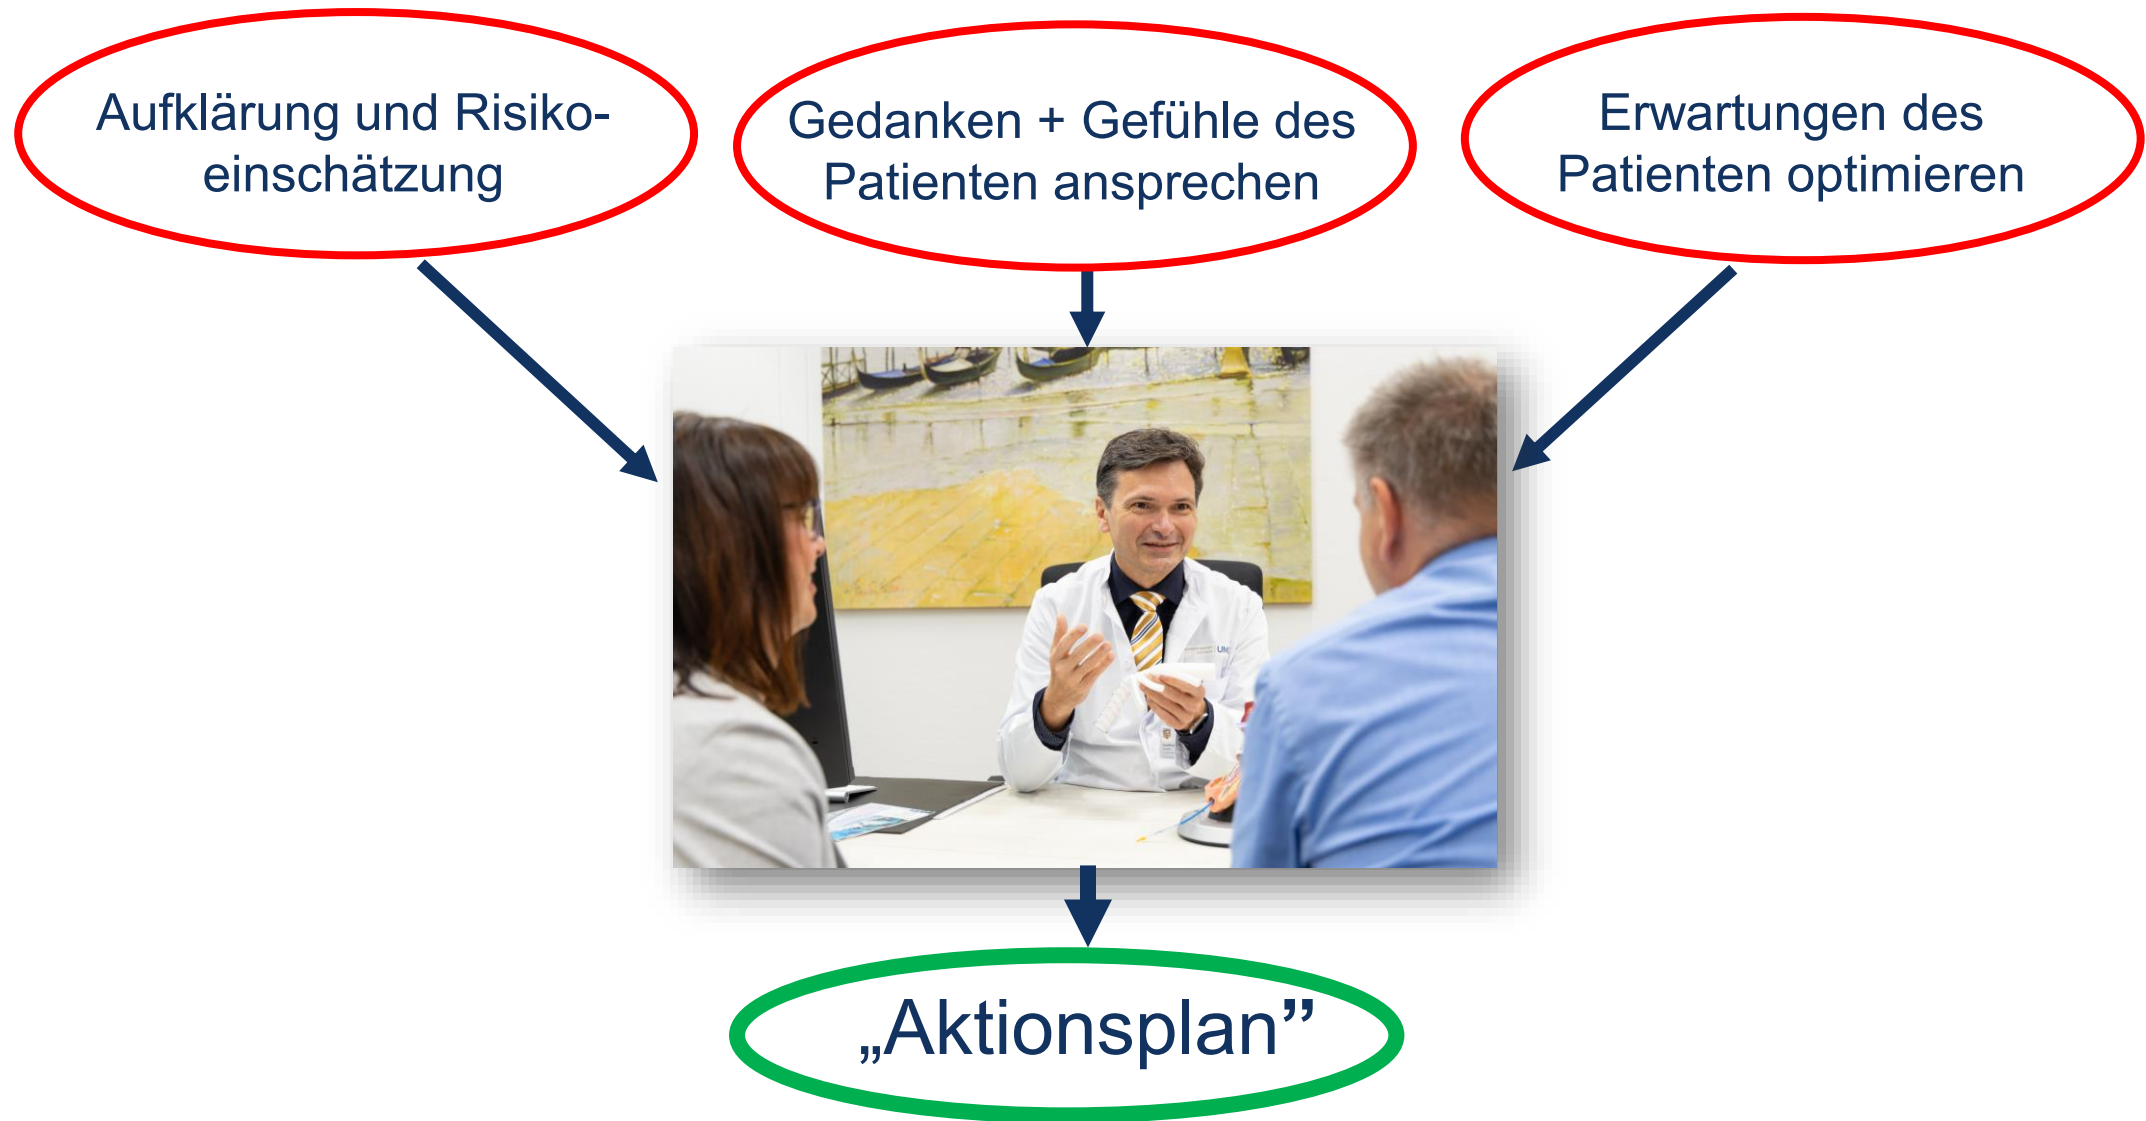 Aufklärung und Risiko-
einschätzung
Gedanken + Gefühle des
Patienten ansprechen
Erwartungen des
Patienten optimieren
„Aktionsplan”